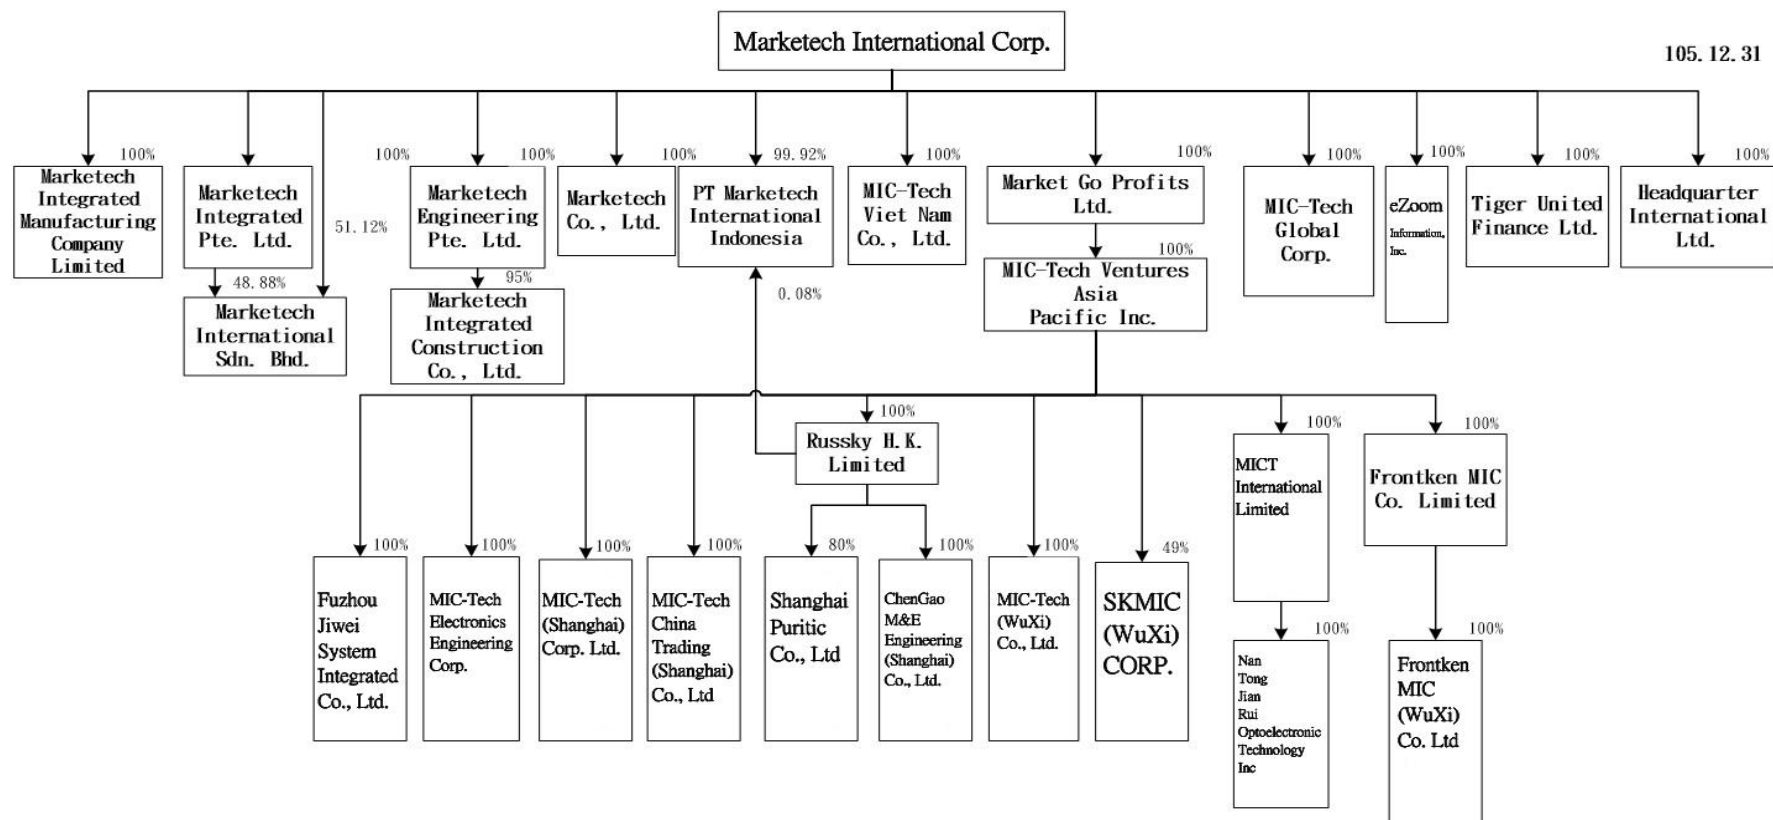 Marketech International Corp.
105.12.31
100%
100%
100%
100%
99.92%
100%
100%
100%
100%
100%
100%
Marketech
Integrated
Manufacturing
Company
Limited
Marketech
Integrated
Pte. Ltd.
51.12%
Marketech
Engineering
Pte. Ltd.
Marketech
Co., Ltd.
PT Marketech
International
Indonesia
MIC-Tech
Viet Nam
Co., Ltd.
Market Go Profits
Ltd.
MIC-Tech
Global
Corp.
eZoom
Information,
Inc.
Tiger United
Finance Ltd.
Headquarter
International
Ltd.
48.88%
95%
0.08%
100%
Marketech
International
Sdn. Bhd.
Marketech
Integrated
Construction
Co., Ltd.
MIC-Tech Ventures
Asia
Pacific Inc.
100%
Russky H.K.
Limited
100%
MICT
International
Limited
100%
Frontken MIC
Co. Limited
100%
100%
100%
100%
80%
100%
100%
49%
Fuzhou
Jiwei
System
Integrated
Co., Ltd.
MIC-Tech
Electronics
Engineering
Corp.
MIC-Tech
(Shanghai)
Corp. Ltd.
MIC-Tech
China
Trading
(Shanghai)
Co., Ltd
Shanghai
Puritic
Co., Ltd
ChenGao
M&E
Engineering
(Shanghai)
Co., Ltd.
MIC-Tech
(WuXi)
Co., Ltd.
SKMIC
(WuXi)
CORP.
100%
Nan
Tong
Jian
Rui
Optoelectronic
Technology
Inc
100%
Frontken
MIC
(WuXi)
Co. Ltd